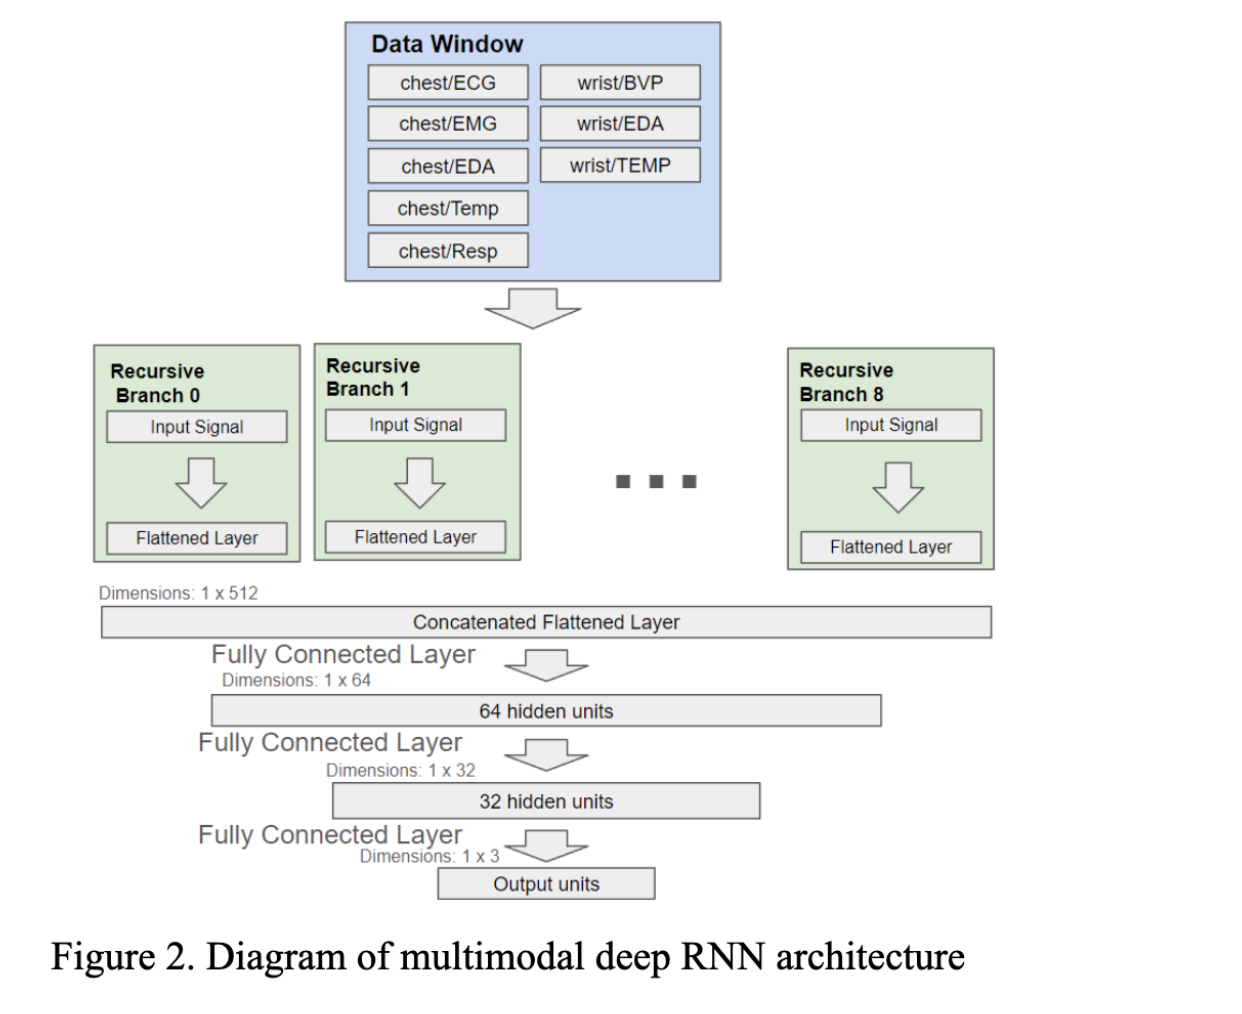 Data Window
chest/ECG
wrist/BVP
chest/EMG
wrist/EDA
chest/EDA
wrist/TEMP
chest/Temp
chest/Resp
Recursive
Branch 0
Input Signal
Flattened Layer
Recursive
Branch 1
Input Signal
Flattened Layer
Recursive
Branch 8
Input Signal
Flattened Layer
Dimensions: 1 x 512
Concatenated Flattened Layer
Fully Connected Layer
Dimensions: 1 x 64
64 hidden units
Fully Connected Layer
Dimensions: 1 x 32
32 hidden units
Fully Connected Layer
Dimensions: 1 x 3
Output units
Figure 2. Diagram of multimodal deep RNN architecture